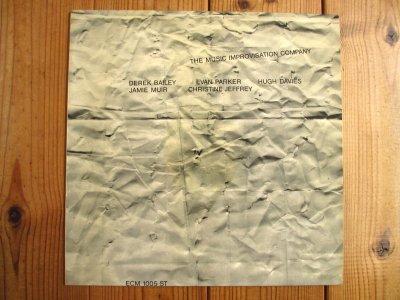 THE MUSIC IMPROVISATION COMPANY
DEREK BAILEY EVAN PARKER HUGH DAVIES
JAMIE MUIR CHRISTINE JEFFREY
ECM 1005 ST